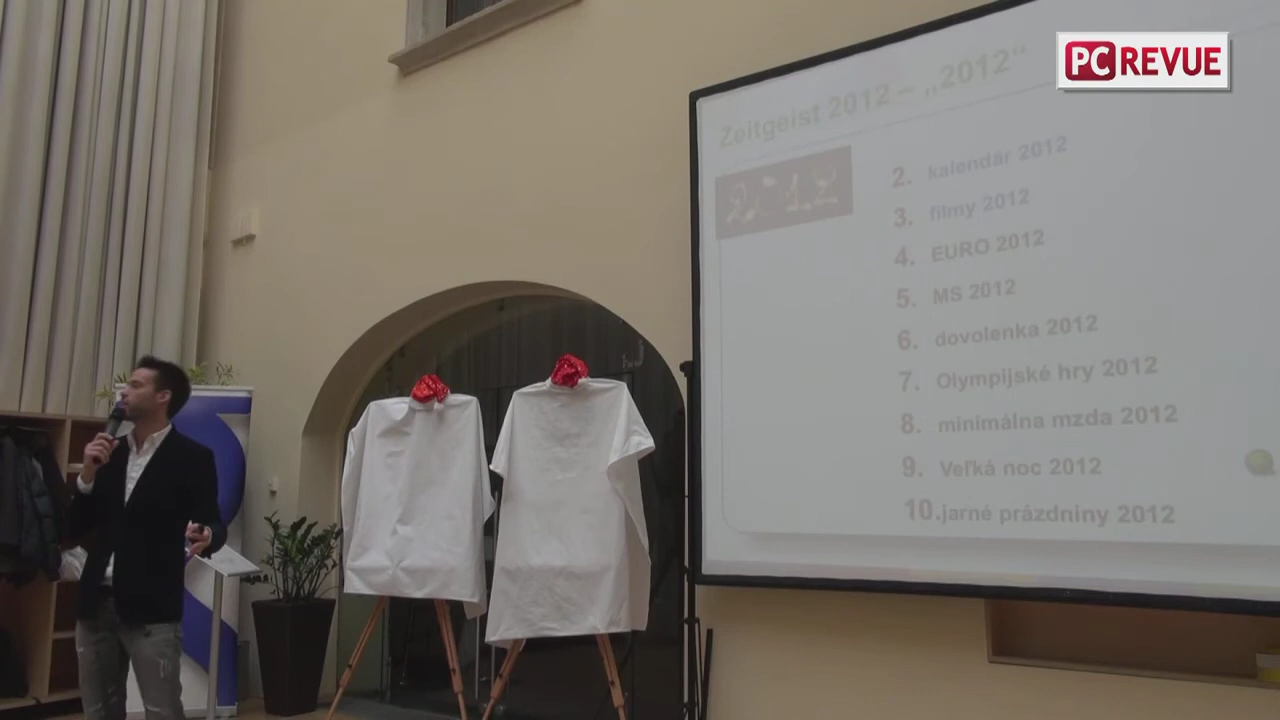 PC REVUE
Zeitgeist 2012 – „2012“
2. kalendár 2012
3. filmy 2012
4. EURO 2012
5. MS 2012
6. dovolenka 2012
7. Olympijské hry 2012
8. minimálna mzda 2012
9. Veľká noc 2012
10. jarné prázdniny 2012